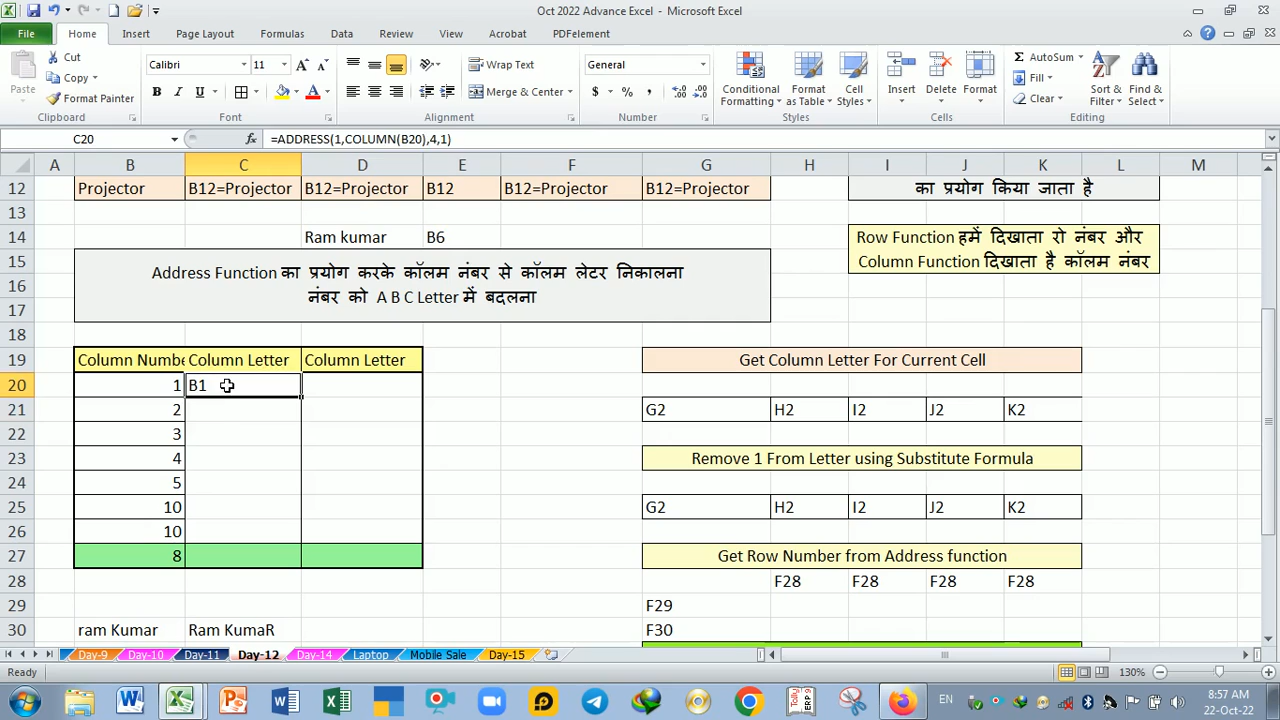 Oct 2022 Advance Excel - Microsoft Excel
File Home Insert Page Layout Formulas Data Review View Acrobat PDFelement
Cut
Copy
Format Painter
Paste
Clipboard
Calibri 11
B I U
Font
Wrap Text
Merge & Center
Alignment
General
$ % ,
Number
Conditional Formatting
Format as Table
Cell Styles
Styles
Insert Delete Format
Cells
AutoSum
Fill
Clear
Sort & Filter
Find & Select
Editing
C20 fx =ADDRESS(1,COLUMN(B20),4,1)
A B C D E F G H I J K L M
12 Projector B12=Projector B12=Projector B12 B12=Projector B12=Projector का प्रयोग किया जाता है
13
14 Ram kumar B6 Row Function हमें दिखाता रो नंबर और
15 Address Function का प्रयोग करके कॉलम नंबर से कॉलम लेटर निकालना Column Function दिखाता है कॉलम नंबर
16 नंबर को A B C Letter में बदलना
17
18
19 Column Numbe Column Letter Column Letter Get Column Letter For Current Cell
20 1 B1
21 2 G2 H2 I2 J2 K2
22 3
23 4 Remove 1 From Letter using Substitute Formula
24 5
25 10 G2 H2 I2 J2 K2
26 10
27 8 Get Row Number from Address function
28 F28 F28 F28 F28
29 F29
30 ram Kumar Ram KumaR F30
Day-9 Day-10 Day-11 Day-12 Day-14 Laptop Mobile Sale Day-15
Ready 130%
EN 8:57 AM
22-Oct-22